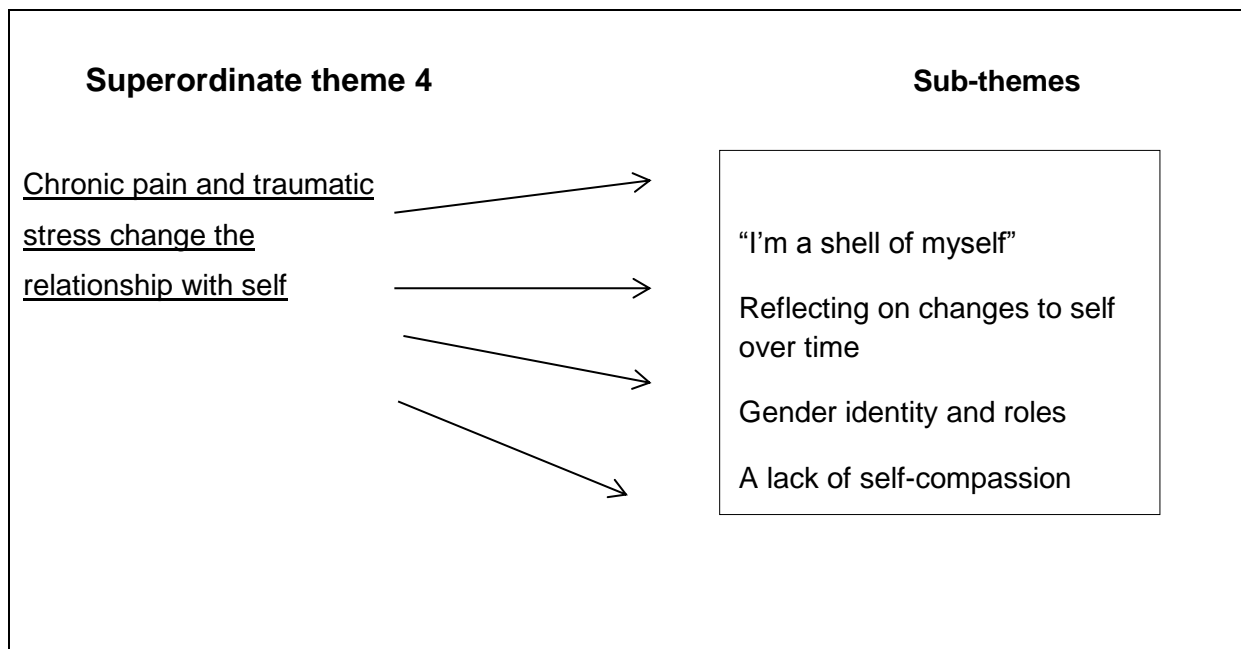 Superordinate theme 4
Sub-themes
Chronic pain and traumatic
stress change the
relationship with self
“I’m a shell of myself”
Reflecting on changes to self
over time
Gender identity and roles
A lack of self-compassion